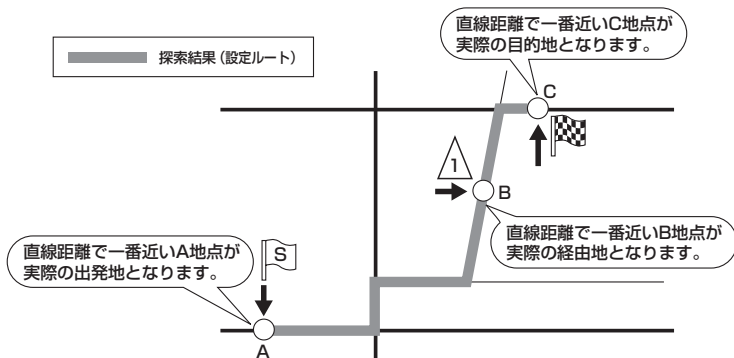 直線距離で一番近いC地点が
実際の目的地となります。
探索結果（設定ルート）
C
1
B
直線距離で一番近いB地点が
実際の経由地となります。
直線距離で一番近いA地点が
実際の出発地となります。
S
A